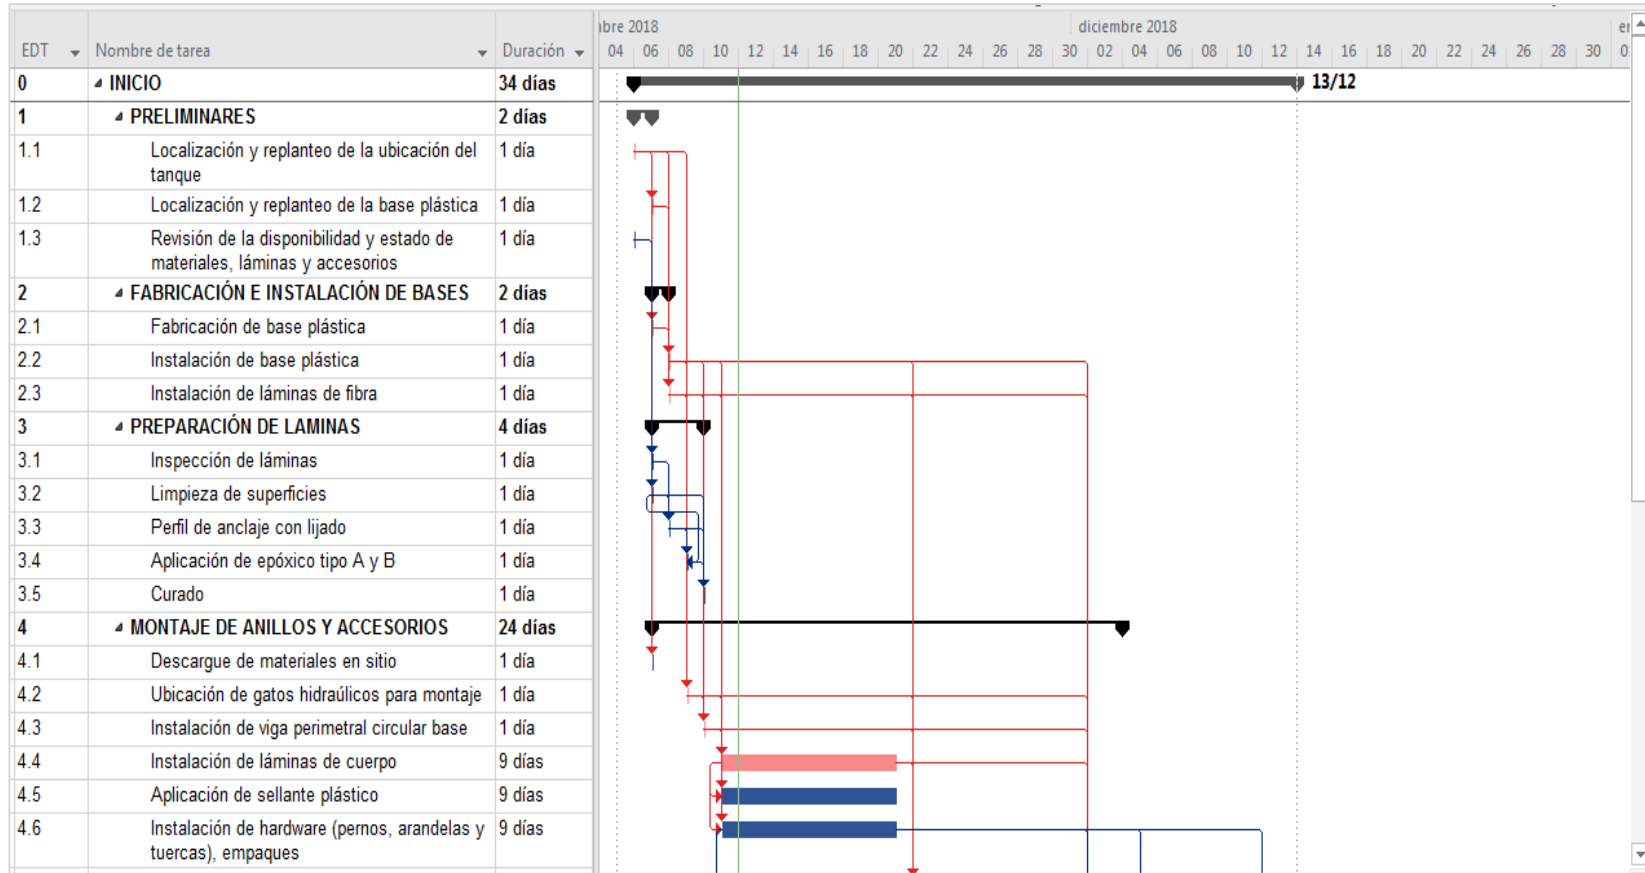 bre 2018 diciembre 2018
EDT Nombre de tarea Duración 04 06 08 10 12 14 16 18 20 22 24 26 28 30 02 04 06 08 10 12 14 16 18 20 22 24 26 28 30
0 INICIO 34 días 13/12
1 PRELIMINARES 2 días
1.1 Localización y replanteo de la ubicación del 1 día
tanque
1.2 Localización y replanteo de la base plástica 1 día
1.3 Revisión de la disponibilidad y estado de 1 día
materiales, láminas y accesorios
2 FABRICACIÓN E INSTALACIÓN DE BASES 2 días
2.1 Fabricación de base plástica 1 día
2.2 Instalación de base plástica 1 día
2.3 Instalación de láminas de fibra 1 día
3 PREPARACIÓN DE LAMINAS 4 días
3.1 Inspección de láminas 1 día
3.2 Limpieza de superficies 1 día
3.3 Perfil de anclaje con lijado 1 día
3.4 Aplicación de epóxico tipo A y B 1 día
3.5 Curado 1 día
4 MONTAJE DE ANILLOS Y ACCESORIOS 24 días
4.1 Descargue de materiales en sitio 1 día
4.2 Ubicación de gatos hidraúlicos para montaje 1 día
4.3 Instalación de viga perimetral circular base 1 día
4.4 Instalación de láminas de cuerpo 9 días
4.5 Aplicación de sellante plástico 9 días
4.6 Instalación de hardware (pernos, arandelas y 9 días
tuercas), empaques